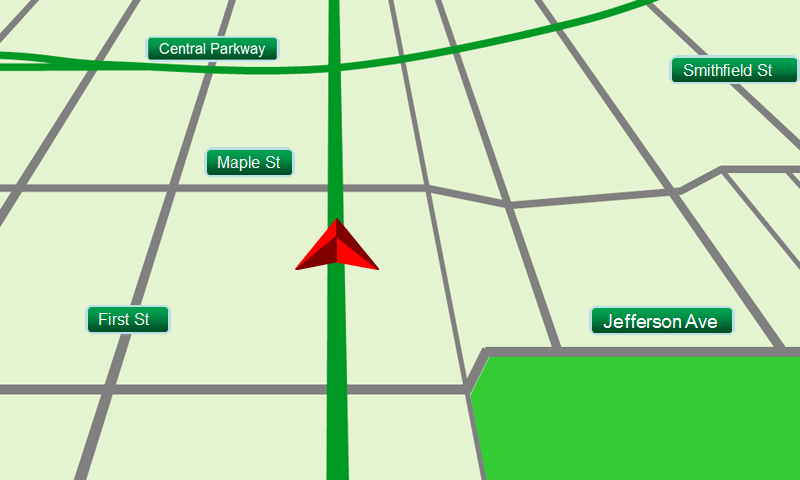 Central Parkway
Smithfield St
Maple St
First St
Jefferson Ave